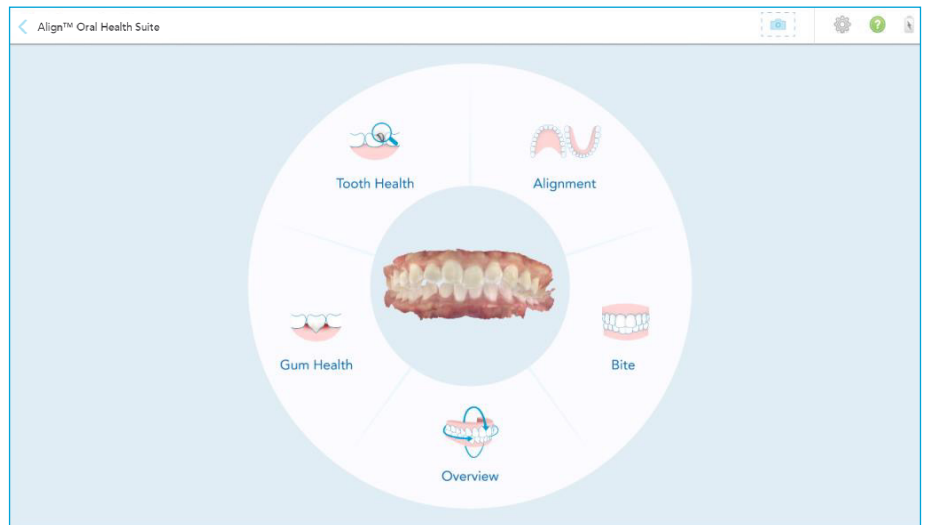 Align™ Oral Health Suite
?
Tooth Health
Alignment
Gum Health
Bite
Overview